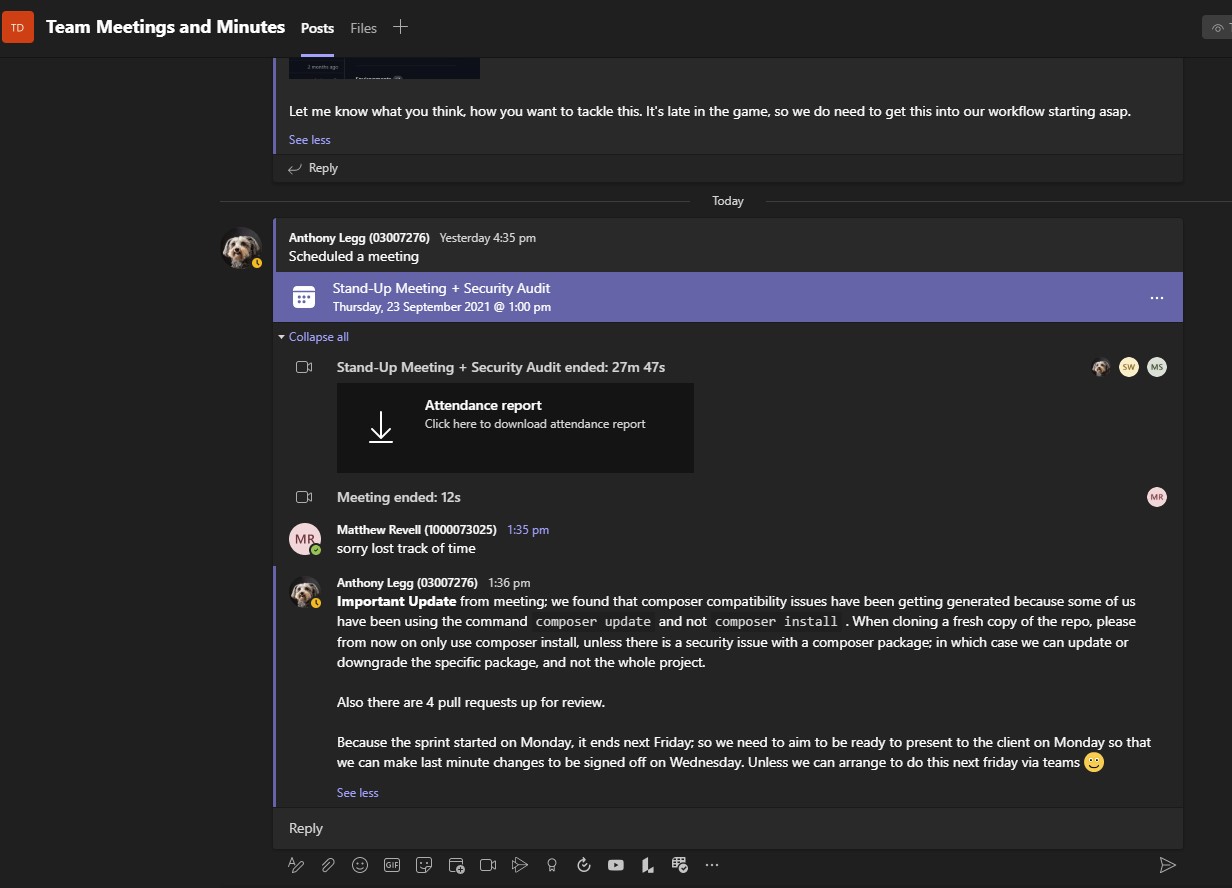 TD
Team Meetings and Minutes
Posts
Files
2 months ago
Environments
Let me know what you think, how you want to tackle this. It's late in the game, so we do need to get this into our workflow starting asap.
See less
Reply
Today
Anthony Legg (03007276) Yesterday 4:35 pm
Scheduled a meeting
Stand-Up Meeting + Security Audit
Thursday, 23 September 2021 @ 1:00 pm
Collapse all
Stand-Up Meeting + Security Audit ended: 27m 47s
SW
MS
Attendance report
Click here to download attendance report
Meeting ended: 12s
MR
MR
Matthew Revell (1000073025) 1:35 pm
sorry lost track of time
Anthony Legg (03007276) 1:36 pm
Important Update from meeting; we found that composer compatibility issues have been getting generated because some of us
have been using the command composer update and not composer install . When cloning a fresh copy of the repo, please
from now on only use composer install, unless there is a security issue with a composer package; in which case we can update or
downgrade the specific package, and not the whole project.
Also there are 4 pull requests up for review.
Because the sprint started on Monday, it ends next Friday; so we need to aim to be ready to present to the client on Monday so that
we can make last minute changes to be signed off on Wednesday. Unless we can arrange to do this next friday via teams
See less
Reply
GIF